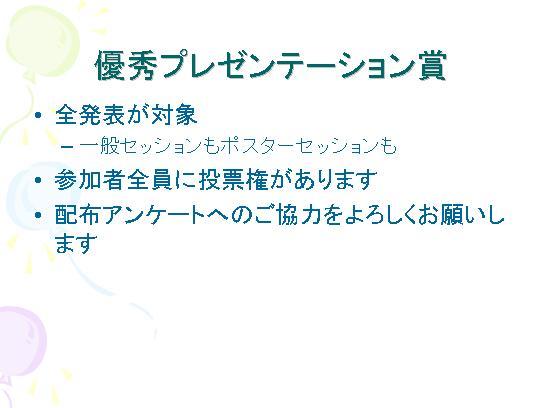 優秀プレゼンテーション賞
• 全発表が対象
– 一般セッションもポスターセッションも
• 参加者全員に投票権があります
• 配布アンケートへのご協力をよろしくお願いし
ます